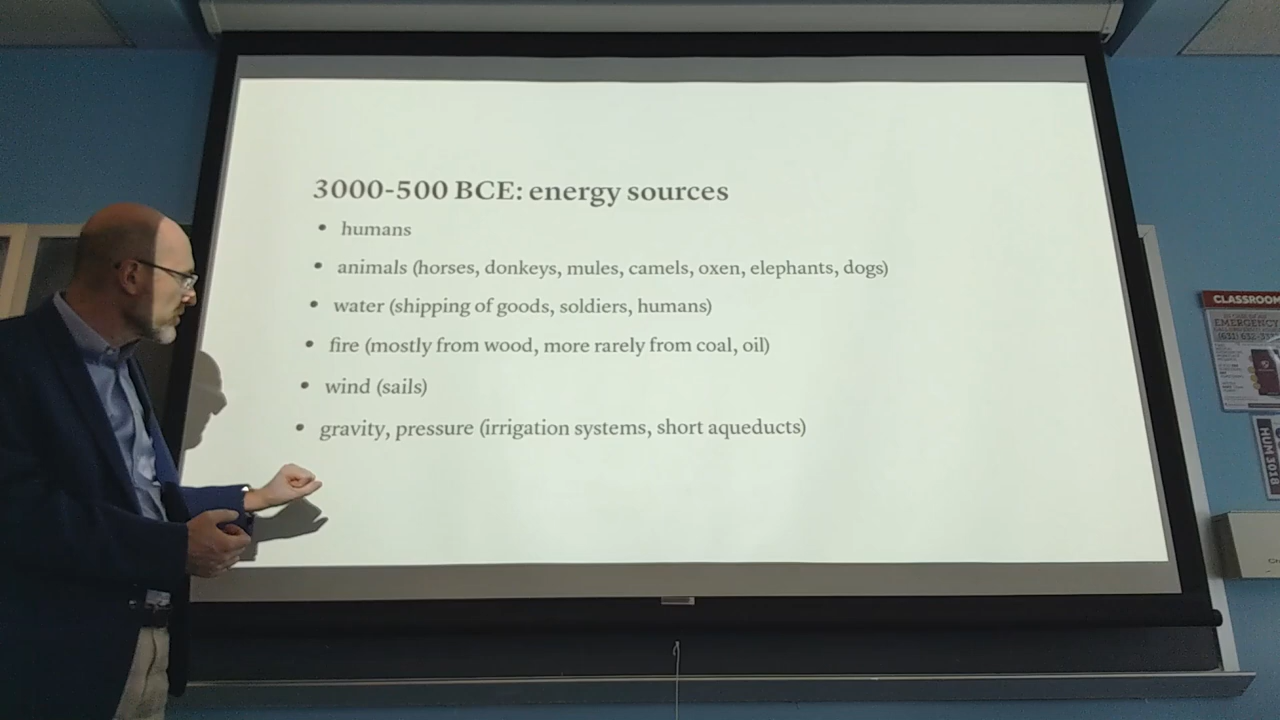 3000-500 BCE: energy sources
• humans
• animals (horses, donkeys, mules, camels, oxen, elephants, dogs)
• water (shipping of goods, soldiers, humans)
• fire (mostly from wood, more rarely from coal, oil)
• wind (sails)
• gravity, pressure (irrigation systems, short aqueducts)
CLASSROOM
EMERGENCY
HUM 3018